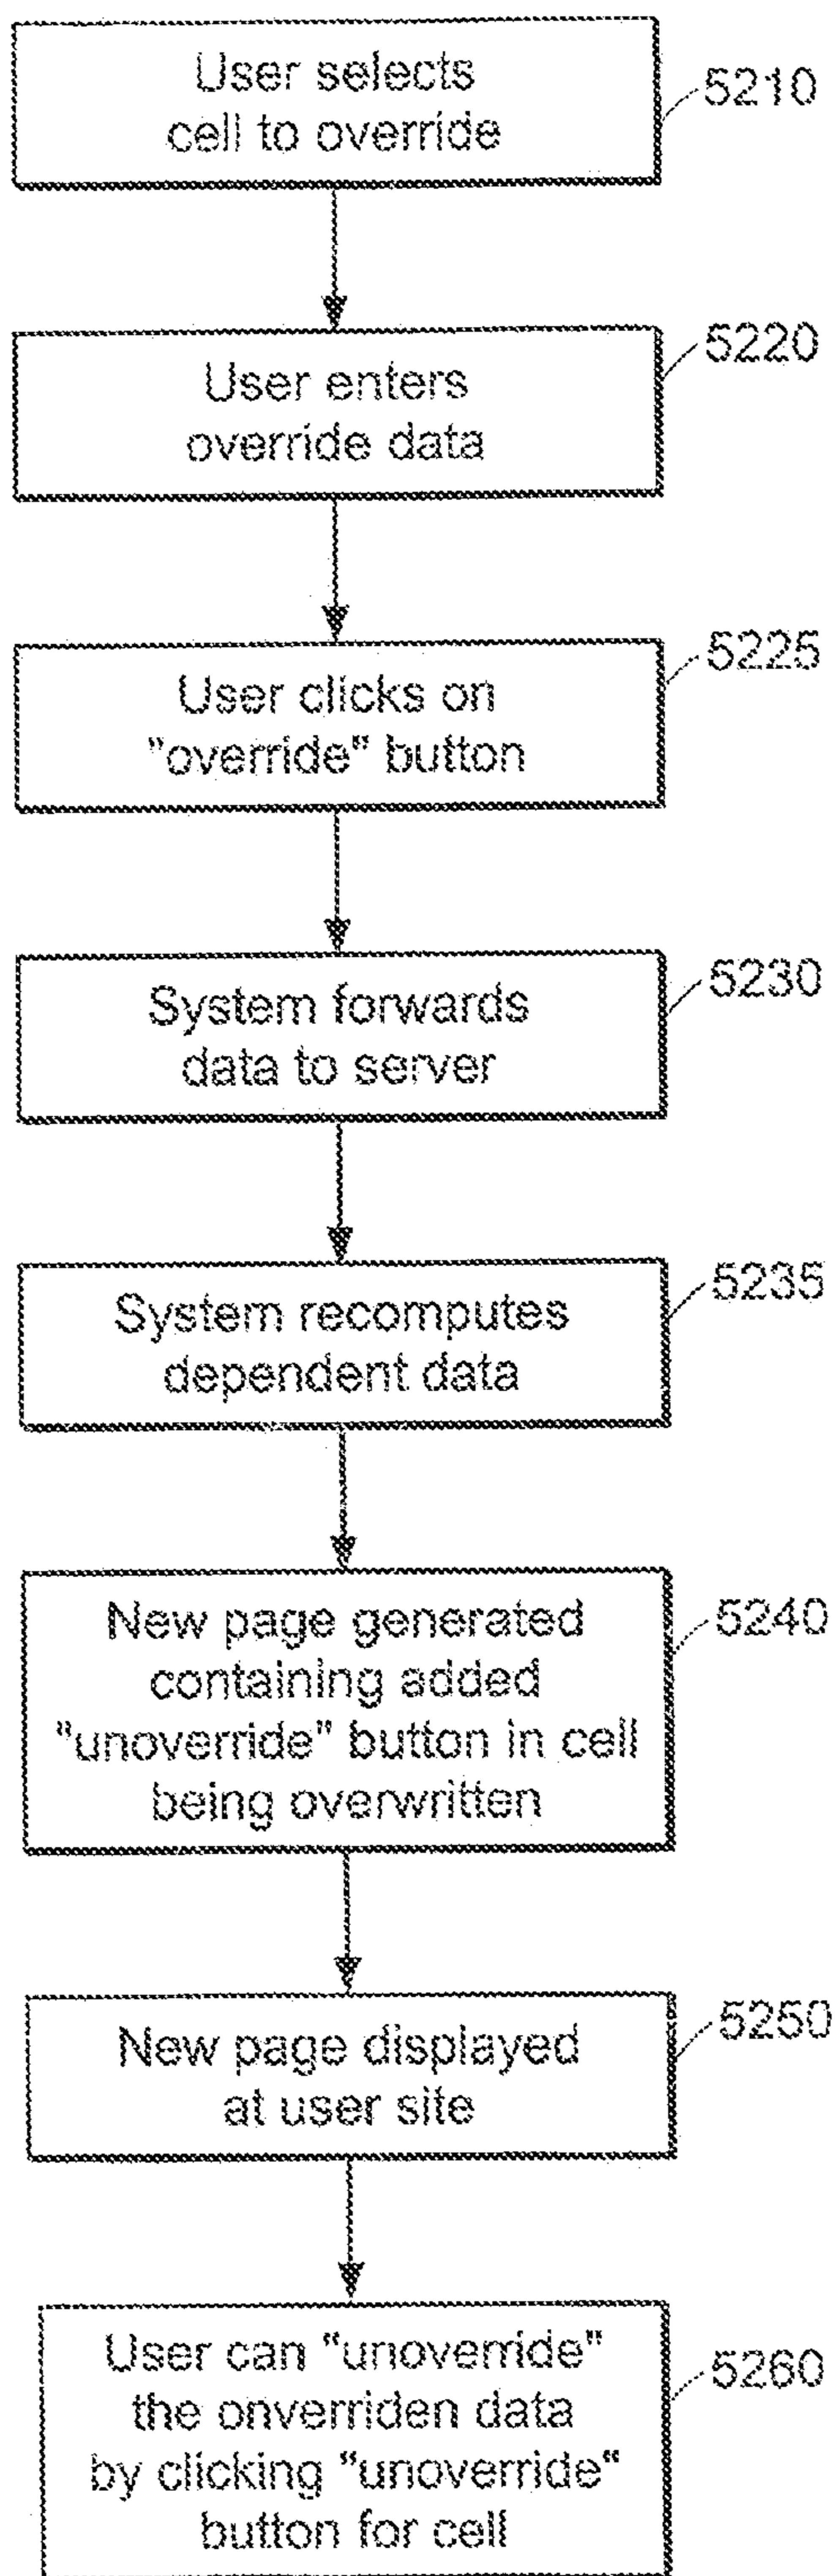 User selects
cell to override
5210
User enters
override data
5220
User clicks on
"override" button
5225
System forwards
data to server
5230
System recomputes
dependent data
5235
New page generated
containing added
"unoverride" button in cell
being overwritten
5240
New page displayed
at user site
5250
User can "unoverride"
the onverriden data
by clicking "unoverride"
button for cell
5260